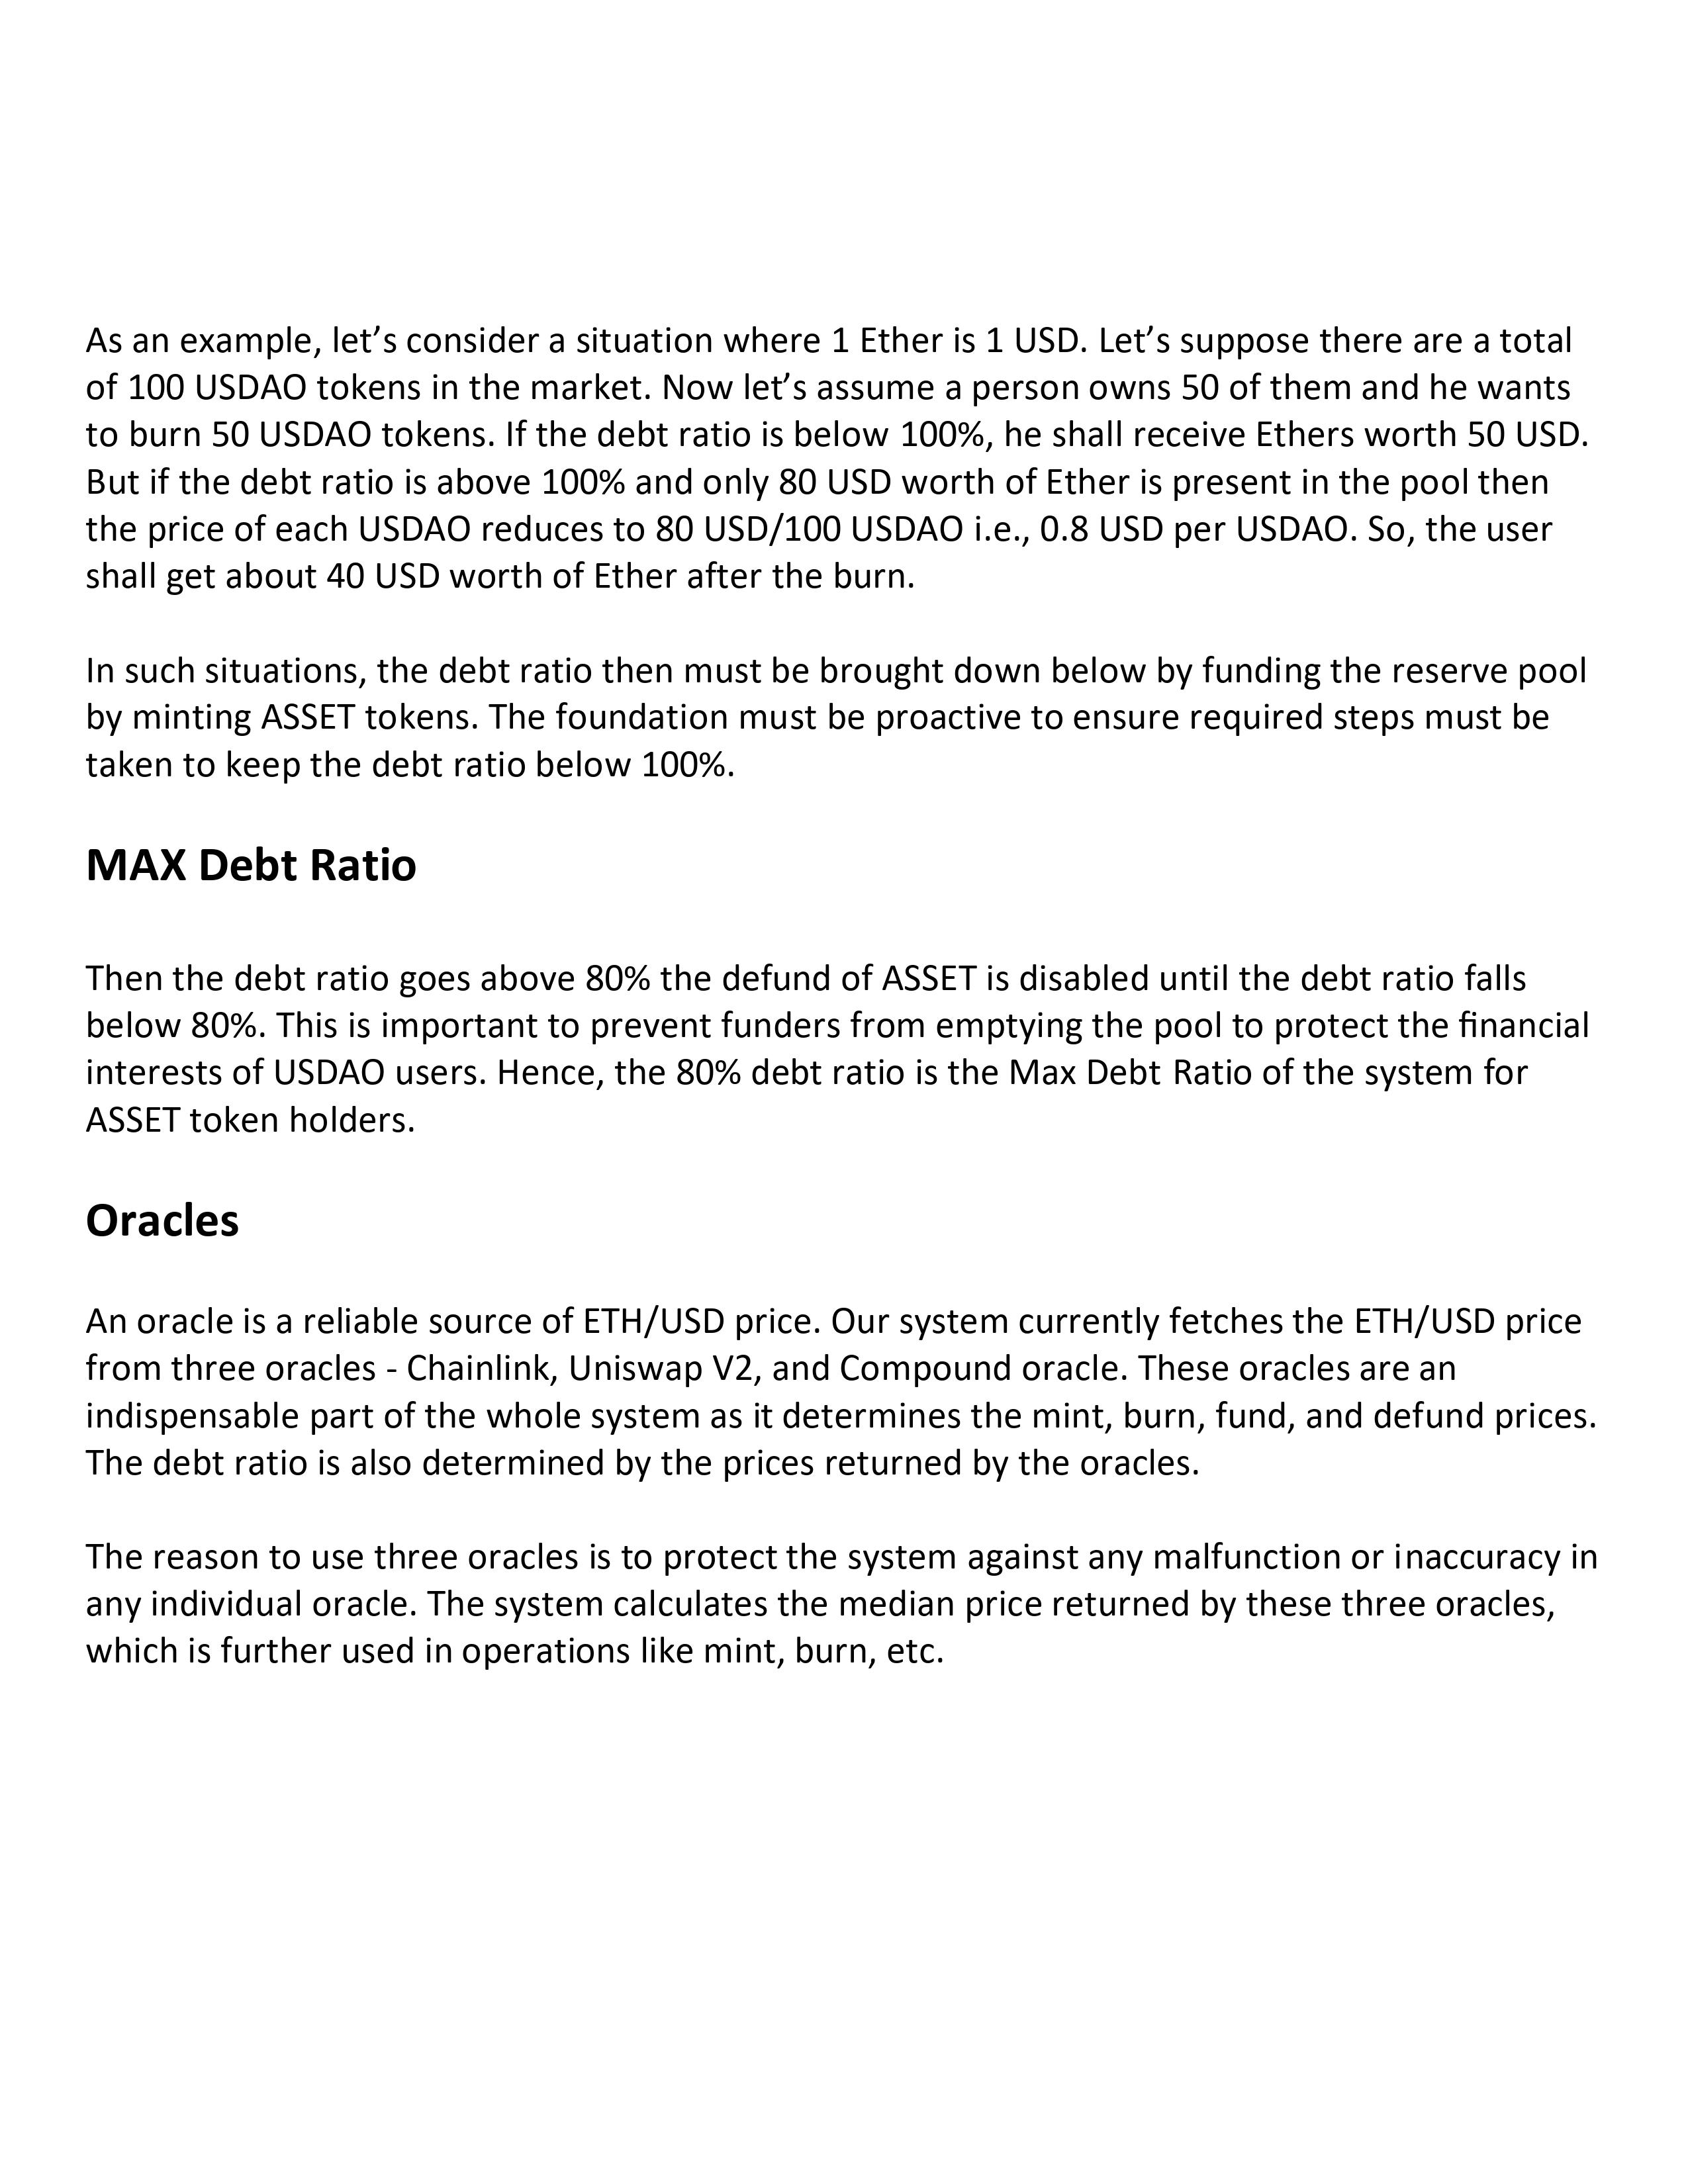 As an example, let’s consider a situation where 1 Ether is 1 USD. Let’s suppose there are a total
of 100 USDAO tokens in the market. Now let’s assume a person owns 50 of them and he wants
to burn 50 USDAO tokens. If the debt ratio is below 100%, he shall receive Ethers worth 50 USD.
But if the debt ratio is above 100% and only 80 USD worth of Ether is present in the pool then
the price of each USDAO reduces to 80 USD/100 USDAO i.e., 0.8 USD per USDAO. So, the user
shall get about 40 USD worth of Ether after the burn.
In such situations, the debt ratio then must be brought down below by funding the reserve pool
by minting ASSET tokens. The foundation must be proactive to ensure required steps must be
taken to keep the debt ratio below 100%.
MAX Debt Ratio
Then the debt ratio goes above 80% the defund of ASSET is disabled until the debt ratio falls
below 80%. This is important to prevent funders from emptying the pool to protect the financial
interests of USDAO users. Hence, the 80% debt ratio is the Max Debt Ratio of the system for
ASSET token holders.
Oracles
An oracle is a reliable source of ETH/USD price. Our system currently fetches the ETH/USD price
from three oracles - Chainlink, Uniswap V2, and Compound oracle. These oracles are an
indispensable part of the whole system as it determines the mint, burn, fund, and defund prices.
The debt ratio is also determined by the prices returned by the oracles.
The reason to use three oracles is to protect the system against any malfunction or inaccuracy in
any individual oracle. The system calculates the median price returned by these three oracles,
which is further used in operations like mint, burn, etc.